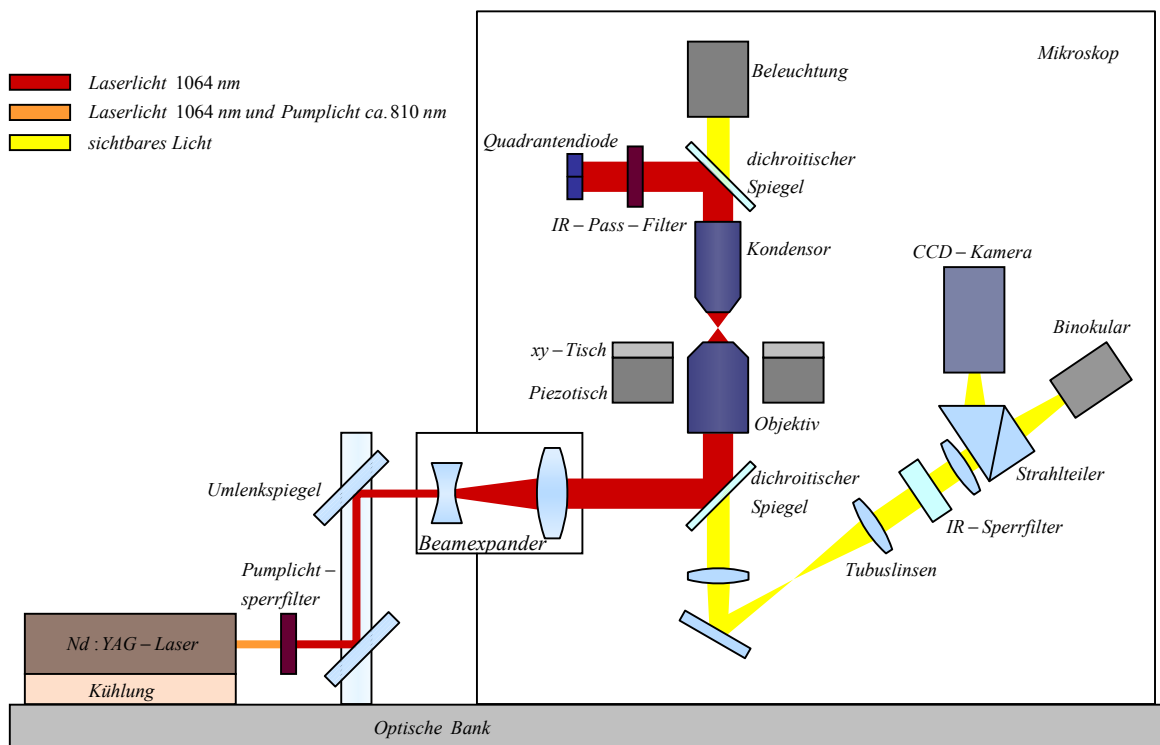 Mikroskop
Beleuchtung
Laserlicht 1064 nm
Laserlicht 1064 nm und Pumplicht ca. 810 nm
sichtbares Licht
Quadrantendiode
dichroitischer
Spiegel
IR – Pass – Filter
Kondensor
CCD – Kamera
Binokular
xy – Tisch
Piezotisch
Objektiv
Strahlteiler
dichroitischer
Spiegel
Umlenkspiegel
IR – Sperrfilter
Beamexpander
Tubuslinsen
Pumplicht –
sperrfilter
Nd : YAG – Laser
Kühlung
Optische Bank